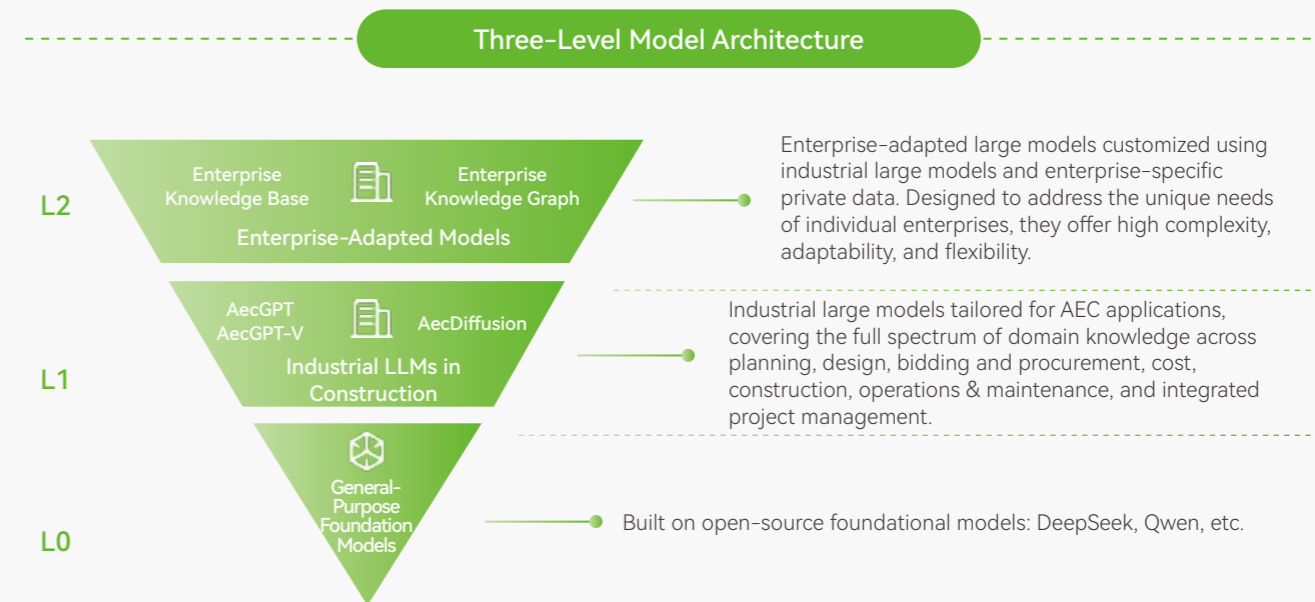 Three-Level Model Architecture
L2
Enterprise
Knowledge Base
Enterprise
Knowledge Graph
Enterprise-Adapted Models
Enterprise-adapted large models customized using
industrial large models and enterprise-specific
private data. Designed to address the unique needs
of individual enterprises, they offer high complexity,
adaptability, and flexibility.
L1
AecGPT
AecGPT-V
AecDiffusion
Industrial LLMs in
Construction
Industrial large models tailored for AEC applications,
covering the full spectrum of domain knowledge across
planning, design, bidding and procurement, cost,
construction, operations & maintenance, and integrated
project management.
L0
General-
Purpose
Foundation
Models
Built on open-source foundational models: DeepSeek, Qwen, etc.